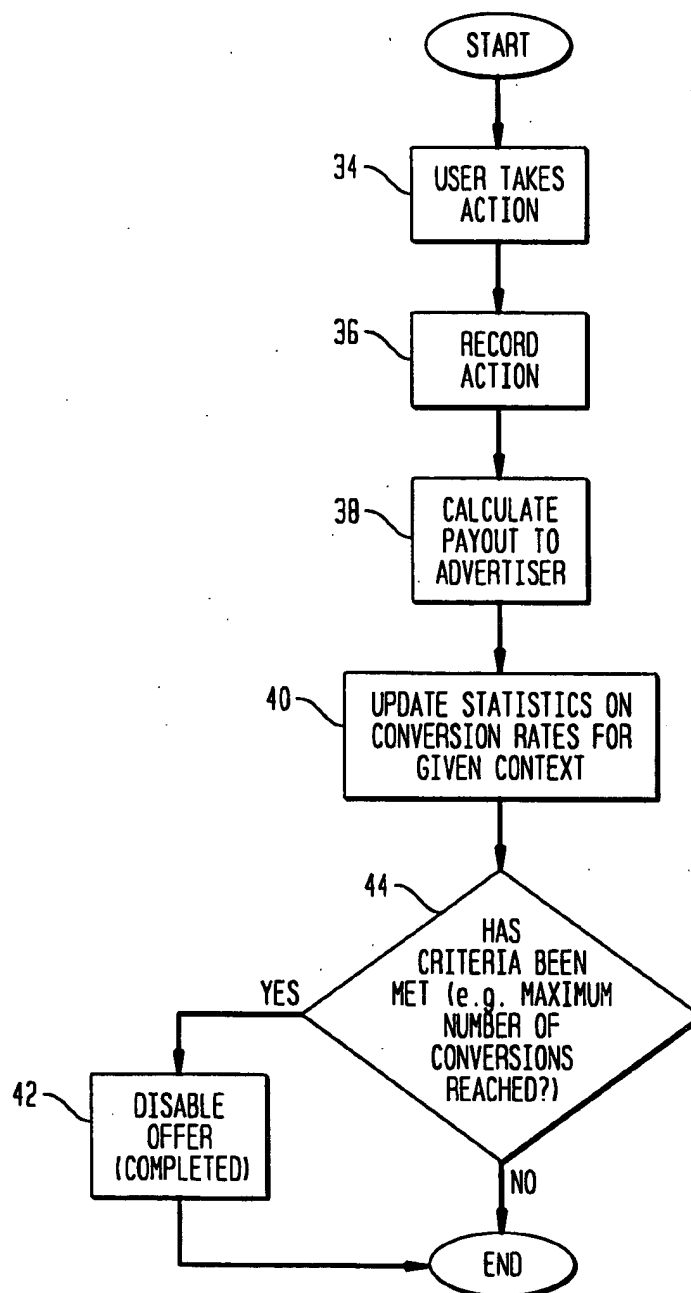 START
34
USER TAKES
ACTION
36
RECORD
ACTION
38
CALCULATE
PAYOUT TO
ADVERTISER
40
UPDATE STATISTICS ON
CONVERSION RATES FOR
GIVEN CONTEXT
44
HAS
CRITERIA BEEN
MET (e.g. MAXIMUM
NUMBER OF
CONVERSIONS
REACHED?)
YES
42
DISABLE
OFFER
(COMPLETED)
NO
END